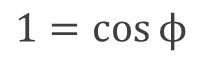 1 = cos ϕ